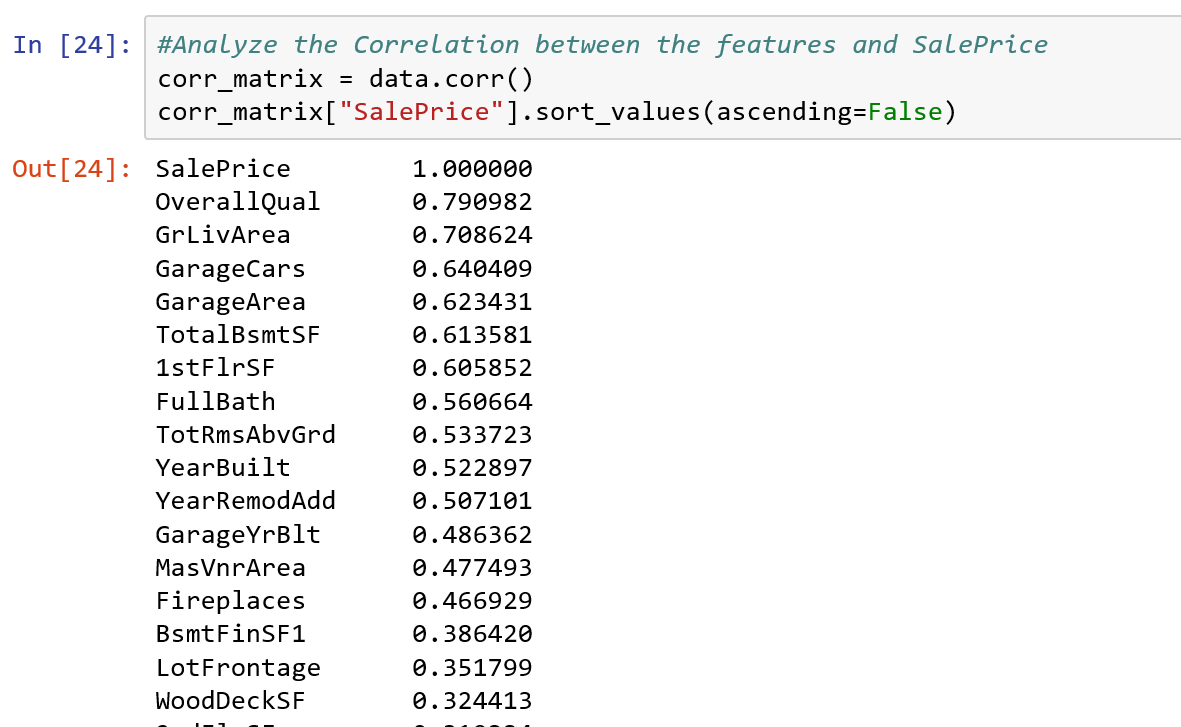 In [24]: #Analyze the Correlation between the features and SalePrice
corr_matrix = data.corr()
corr_matrix["SalePrice"].sort_values(ascending=False)
Out[24]: SalePrice 1.000000
OverallQual 0.790982
GrLivArea 0.708624
GarageCars 0.640409
GarageArea 0.623431
TotalBsmtSF 0.613581
1stFlrSF 0.605852
FullBath 0.560664
TotRmsAbvGrd 0.533723
YearBuilt 0.522897
YearRemodAdd 0.507101
GarageYrBlt 0.486362
MasVnrArea 0.477493
Fireplaces 0.466929
BsmtFinSF1 0.386420
LotFrontage 0.351799
WoodDeckSF 0.324413